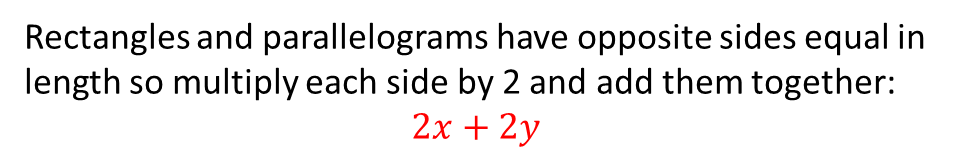 Rectangles and parallelograms have opposite sides equal in
length so multiply each side by 2 and add them together:
2x + 2y